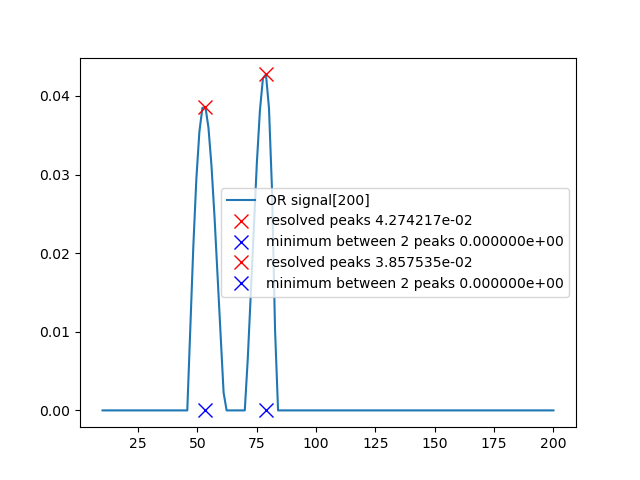 0.04
0.03
0.02
0.01
0.00
OR signal[200]
resolved peaks 4.274217e-02
minimum between 2 peaks 0.000000e+00
resolved peaks 3.857535e-02
minimum between 2 peaks 0.000000e+00
25 50 75 100 125 150 175 200